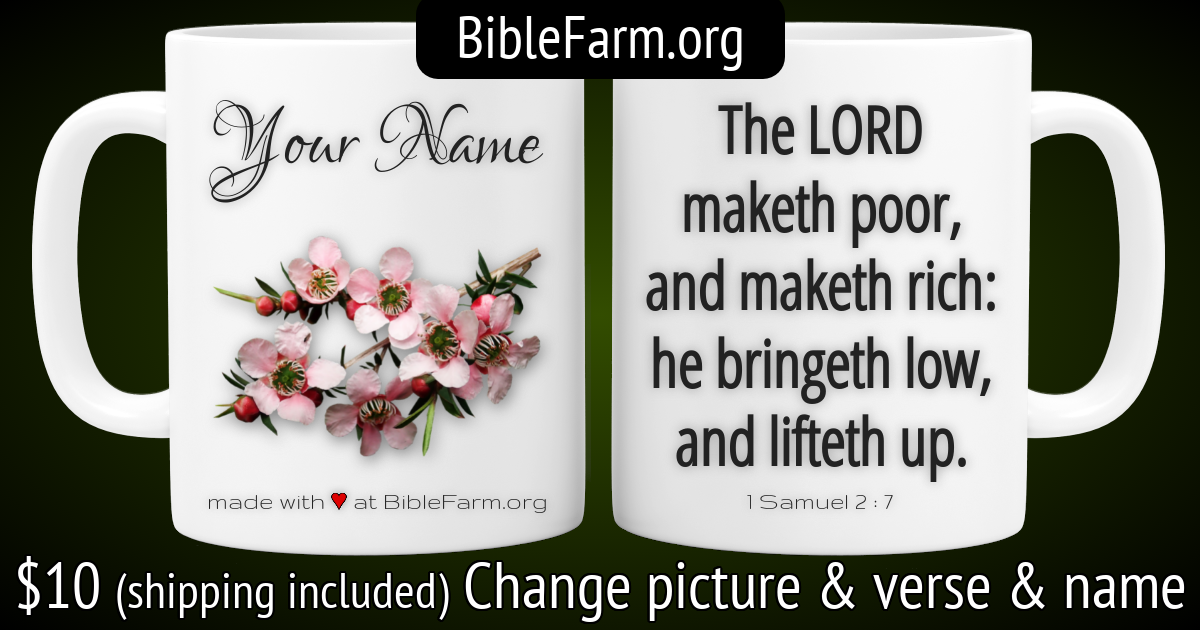 BibleFarm.org
Your Name
made with ♥ at BibleFarm.org
The LORD
maketh poor,
and maketh rich:
he bringeth low,
and lifteth up.
1 Samuel 2 : 7
$10 (shipping included) Change picture & verse & name